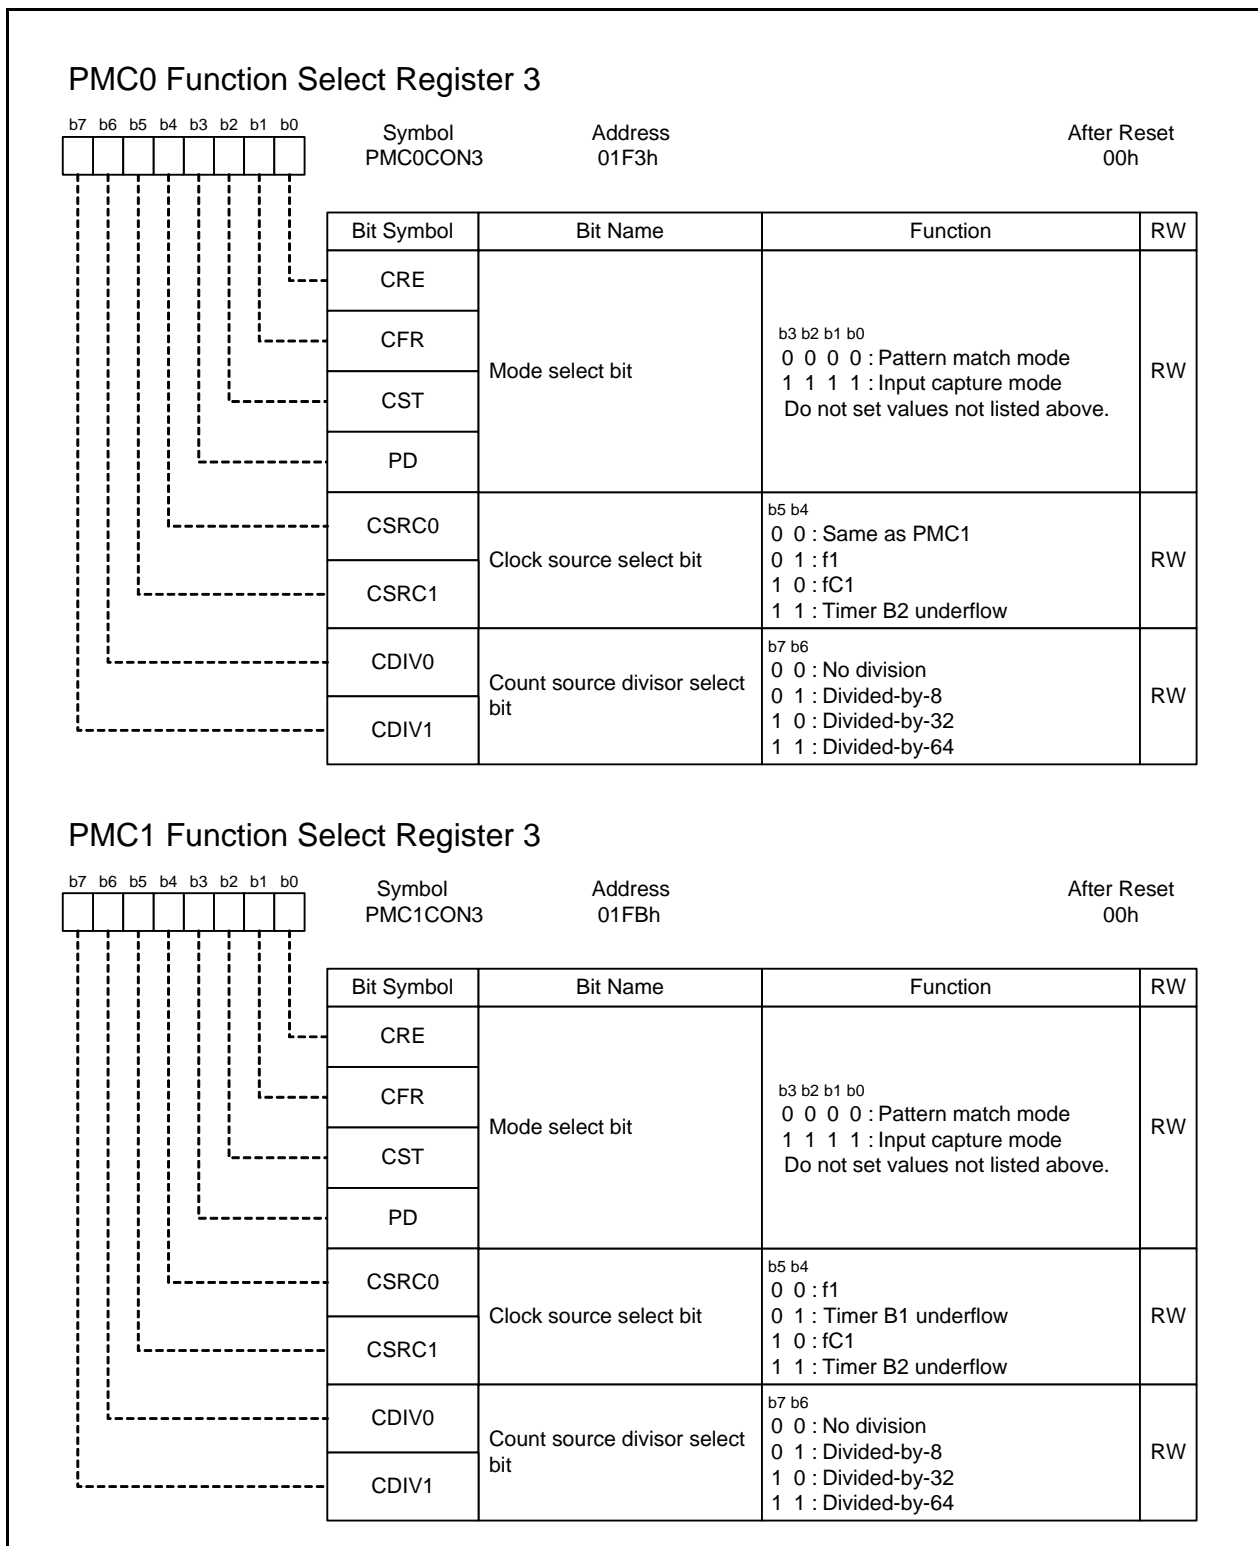 PMC0 Function Select Register 3
b7 b6 b5 b4 b3 b2 b1 b0
Symbol Address After Reset
PMC0CON3 01F3h 00h
Bit Symbol Bit Name Function RW
CRE
CFR
CST
PD
Mode select bit
b3 b2 b1 b0
0 0 0 0 : Pattern match mode
1 1 1 1 : Input capture mode
Do not set values not listed above.
RW
CSRC0
CSRC1
Clock source select bit
b5 b4
0 0 : Same as PMC1
0 1 : f1
1 0 : fC1
1 1 : Timer B2 underflow
RW
CDIV0
CDIV1
Count source divisor select
bit
b7 b6
0 0 : No division
0 1 : Divided-by-8
1 0 : Divided-by-32
1 1 : Divided-by-64
RW
PMC1 Function Select Register 3
b7 b6 b5 b4 b3 b2 b1 b0
Symbol Address After Reset
PMC1CON3 01FBh 00h
Bit Symbol Bit Name Function RW
CRE
CFR
CST
PD
Mode select bit
b3 b2 b1 b0
0 0 0 0 : Pattern match mode
1 1 1 1 : Input capture mode
Do not set values not listed above.
RW
CSRC0
CSRC1
Clock source select bit
b5 b4
0 0 : f1
0 1 : Timer B1 underflow
1 0 : fC1
1 1 : Timer B2 underflow
RW
CDIV0
CDIV1
Count source divisor select
bit
b7 b6
0 0 : No division
0 1 : Divided-by-8
1 0 : Divided-by-32
1 1 : Divided-by-64
RW